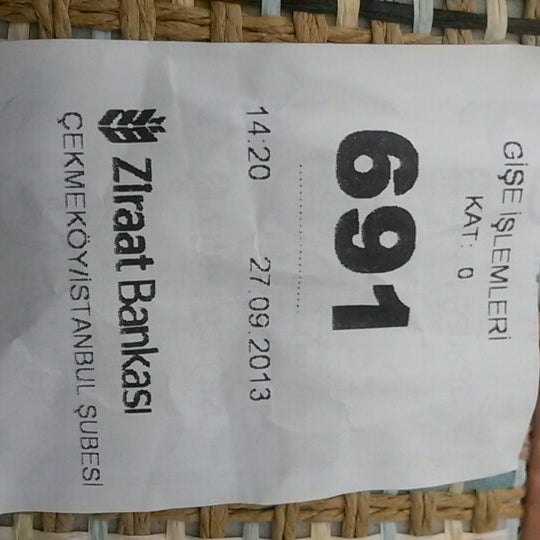 GİŞE İŞLEMLERİ
KAT: 0
691
14:20 27.09.2013
Ziraat Bankası
ÇEKMEKÖY/İSTANBUL ŞUBESİ